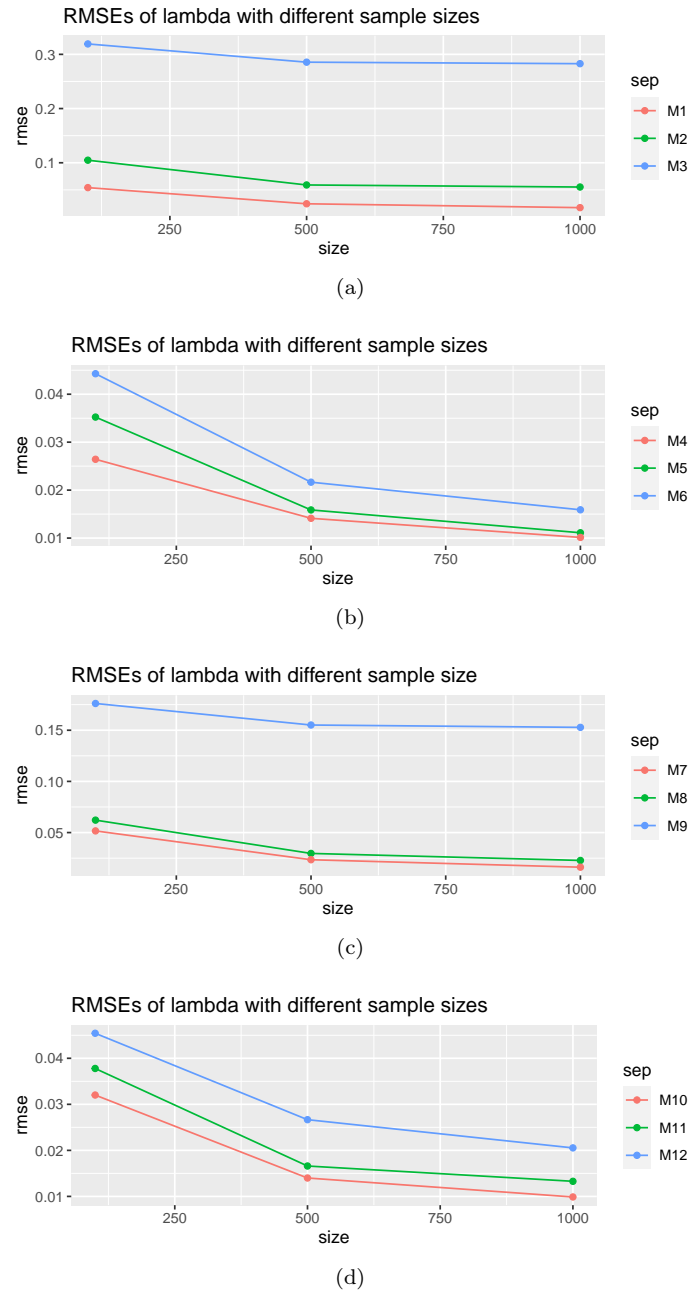 RMSEs of lambda with different sample sizes
0.3
0.2
0.1
rmse
250
500
750
1000
size
sep
M1
M2
M3
(a)
RMSEs of lambda with different sample sizes
0.04
0.03
0.02
0.01
rmse
250
500
750
1000
size
sep
M4
M5
M6
(b)
RMSEs of lambda with different sample size
0.15
0.10
0.05
rmse
250
500
750
1000
size
sep
M7
M8
M9
(c)
RMSEs of lambda with different sample sizes
0.04
0.03
0.02
0.01
rmse
250
500
750
1000
size
sep
M10
M11
M12
(d)